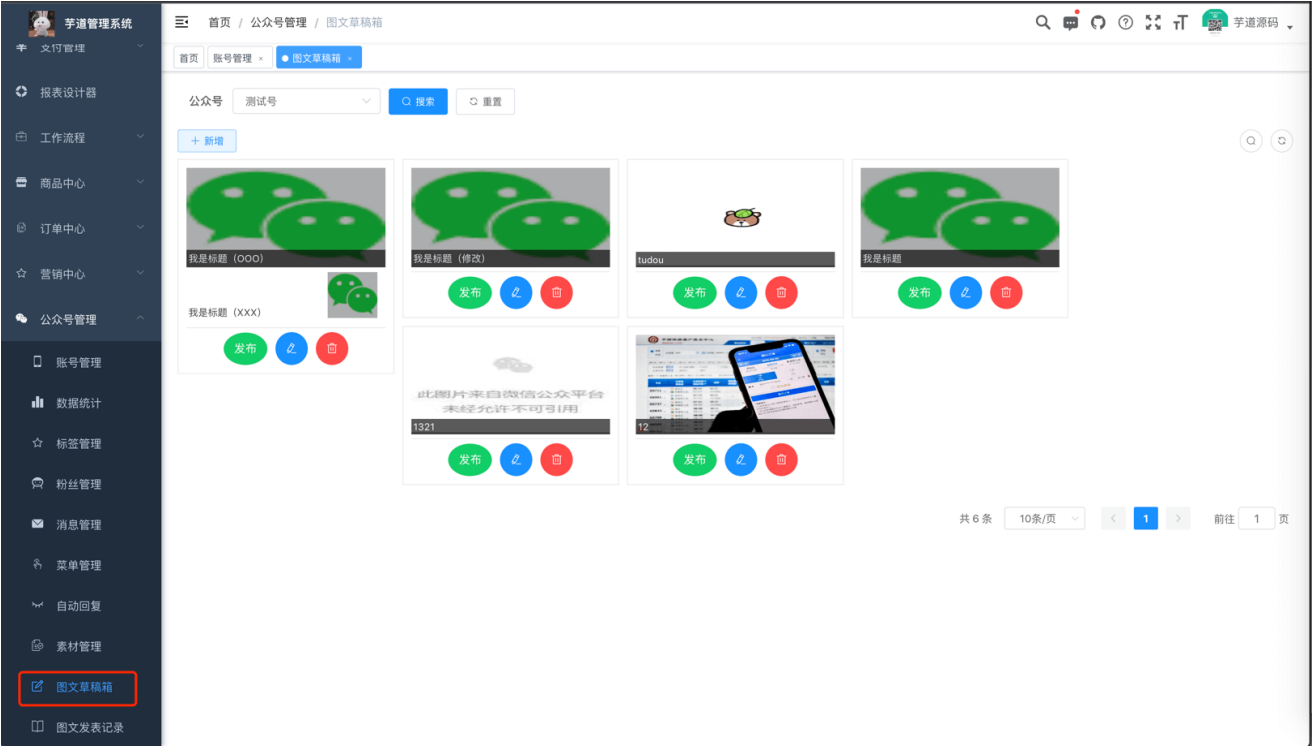 芋道管理系统
支付管理
报表设计器
工作流程
商品中心
订单中心
营销中心
公众号管理
账号管理
数据统计
标签管理
粉丝管理
消息管理
菜单管理
自动回复
素材管理
图文草稿箱
图文发表记录
首页 / 公众号管理 / 图文草稿箱
芋道源码
首页 账号管理 × 图文草稿箱 ×
公众号 测试号 搜索 重置
+ 新增
我是标题（OOO）
我是标题（XXX）
发布
我是标题（修改）
发布
tudou
发布
我是标题
发布
此图片来自微信公众平台
未经允许不可引用
1321
发布
12
发布
共 6 条 10条/页 < 1 > 前往 1 页